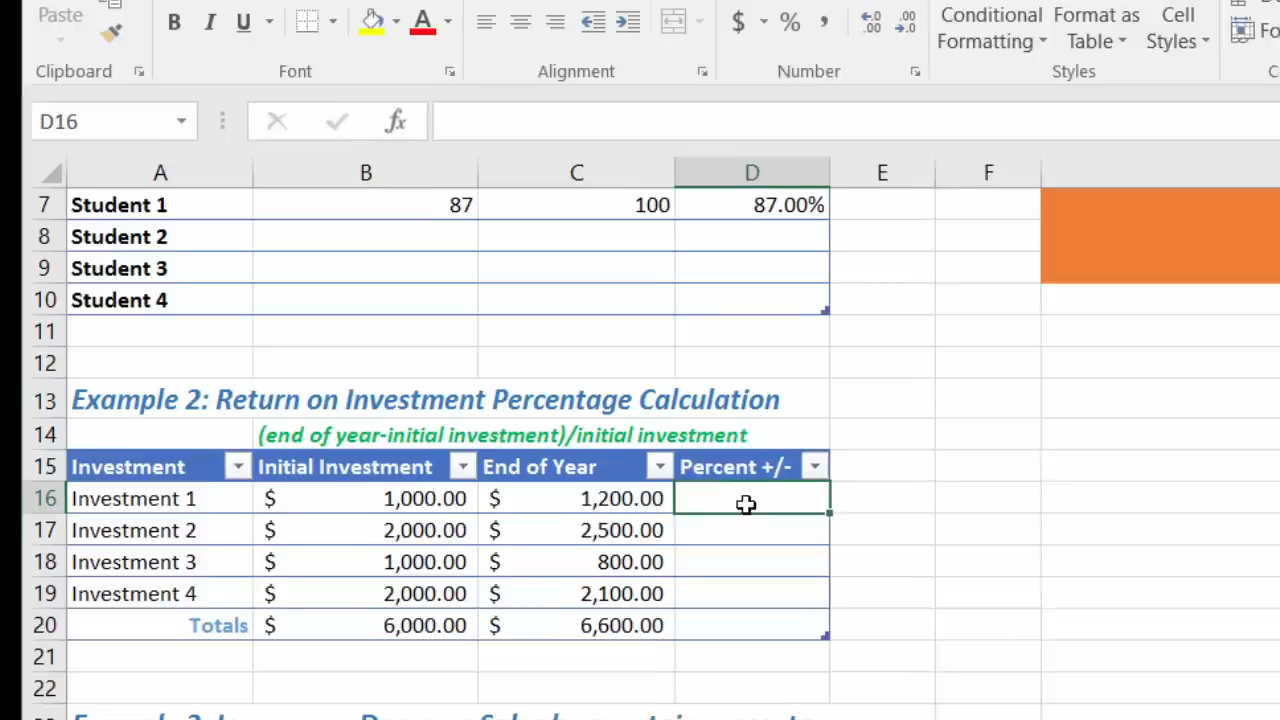 Paste
B I U A $ % , ←.0 .00 .00 →.0
Conditional Formatting
Format as Table
Cell Styles
Clipboard Font Alignment Number Styles
D16 fx
A B C D E F
7 Student 1 87 100 87.00%
8 Student 2
9 Student 3
10 Student 4
11
12
13 Example 2: Return on Investment Percentage Calculation
14 (end of year-initial investment)/initial investment
15 Investment Initial Investment End of Year Percent +/-
16 Investment 1 $ 1,000.00 $ 1,200.00
17 Investment 2 $ 2,000.00 $ 2,500.00
18 Investment 3 $ 1,000.00 $ 800.00
19 Investment 4 $ 2,000.00 $ 2,100.00
20 Totals $ 6,000.00 $ 6,600.00
21
22